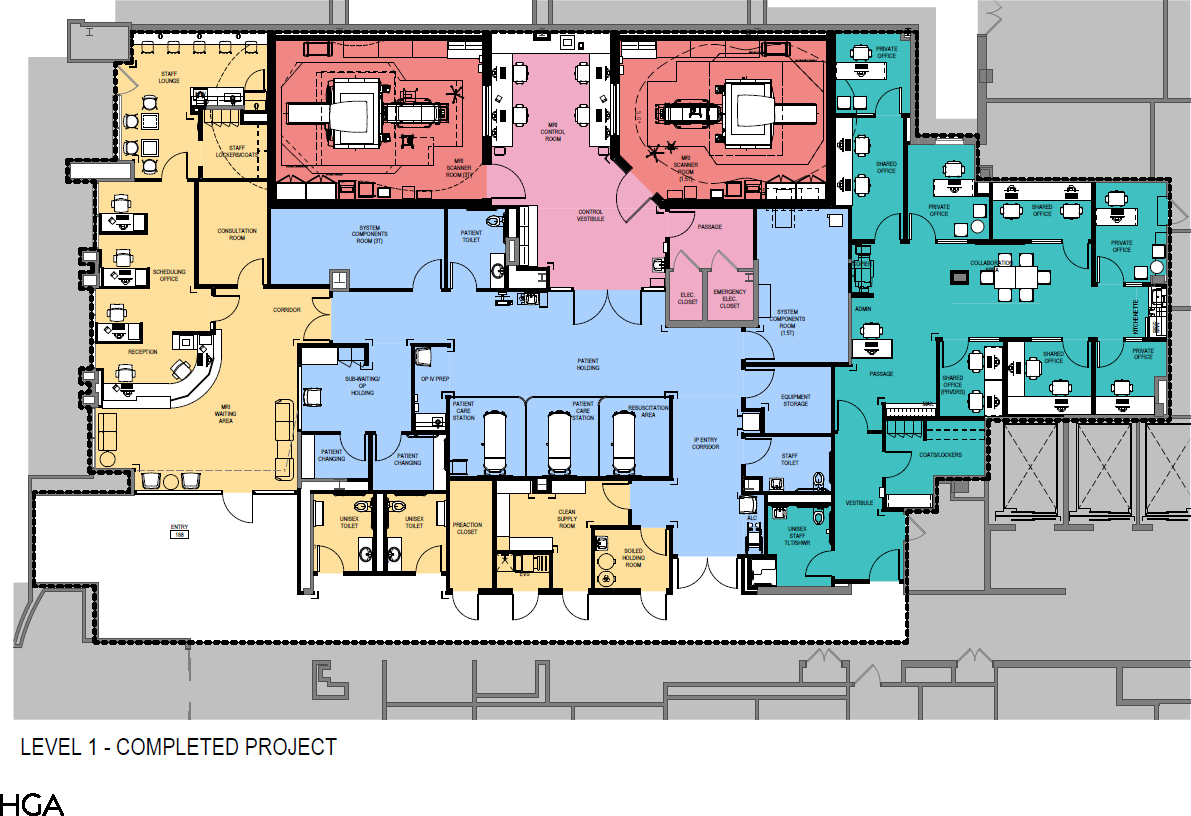 STAFF
LOUNGE
STAFF
LOCKERS/COATS
MRI
SCANNER
ROOM (3T)
MRI
CONTROL
ROOM
MRI
SCANNER
ROOM
(1.5T)
PRIVATE
OFFICE
SHARED
OFFICE
PRIVATE
OFFICE
SHARED
OFFICE
PRIVATE
OFFICE
CONSULTATION
ROOM
SYSTEM
COMPONENTS
ROOM (3T)
PATIENT
TOILET
CONTROL
VESTIBULE
PASSAGE
COLLABORATION
AREA
SCHEDULING
OFFICE
ELEC.
CLOSET
EMERGENCY
ELEC.
CLOSET
SYSTEM
COMPONENTS
ROOM
(1.5T)
ADMIN
KITCHENETTE
CORRIDOR
RECEPTION
PATIENT
HOLDING
SUB-WAITING/
OP
HOLDING
OP IV PREP
PASSAGE
SHARED
OFFICE
(PRVDRS)
SHARED
OFFICE
PRIVATE
OFFICE
MRI
WAITING
AREA
PATIENT
CARE
STATION
PATIENT
CARE
STATION
RESUSCITATION
AREA
EQUIPMENT
STORAGE
MAIL
IP ENTRY
CORRIDOR
PATIENT
CHANGING
PATIENT
CHANGING
STAFF
TOILET
COATS/LOCKERS
VESTIBULE
ENTRY
168
UNISEX
TOILET
UNISEX
TOILET
PREACTION
CLOSET
CLEAN
SUPPLY
ROOM
ALC
UNISEX
STAFF
TLT/SHWR
SOILED
HOLDING
ROOM
EVS
LEVEL 1 - COMPLETED PROJECT
HGA